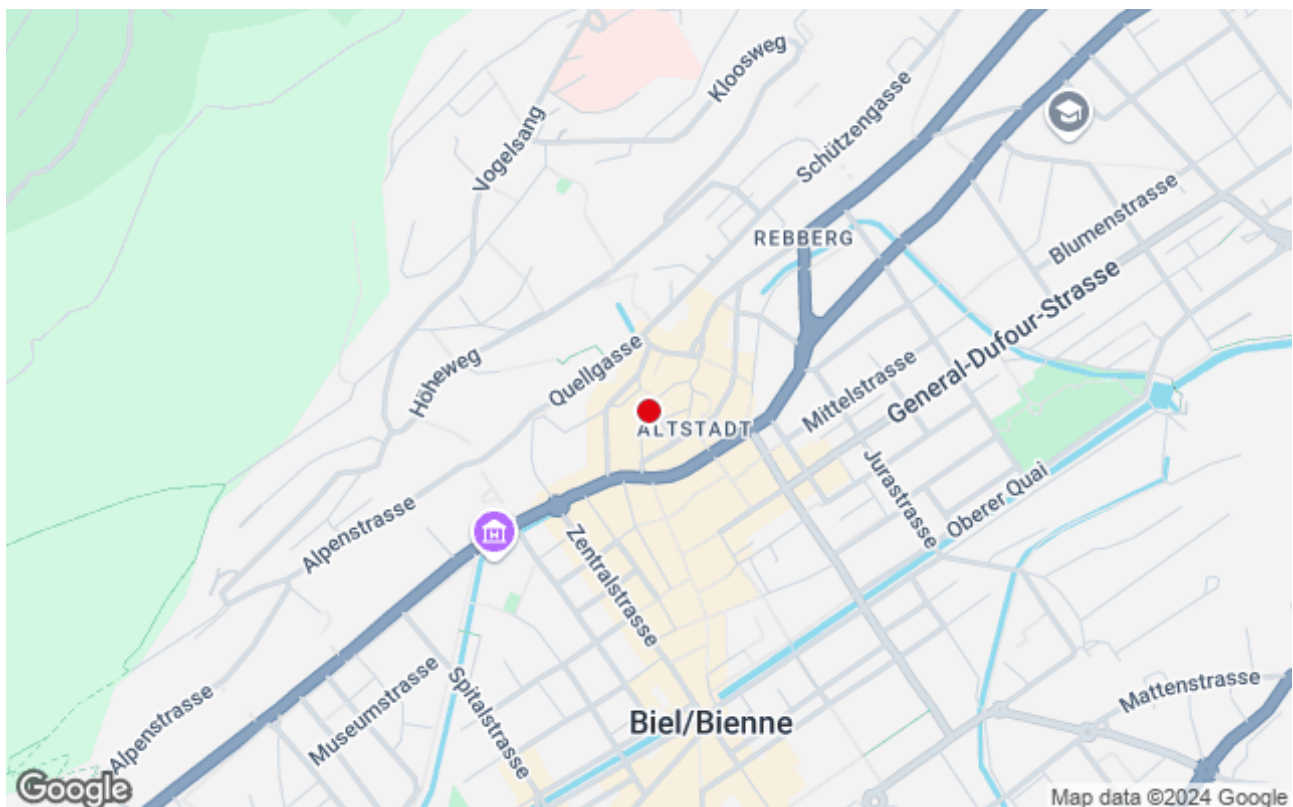 Kloosweg
Schützengasse
Vogelsang
Blumenstrasse
REBBERG
General-Dufour-Strasse
Höheweg
Quellgasse
Mittelstrasse
ALTSTADT
Jurastrasse
Oberer Quai
Alpenstrasse
Zentralstrasse
Museumstrasse
Spitalstrasse
Mattenstrasse
Alpenstrasse
Biel/Bienne
Google
Map data ©2024 Google